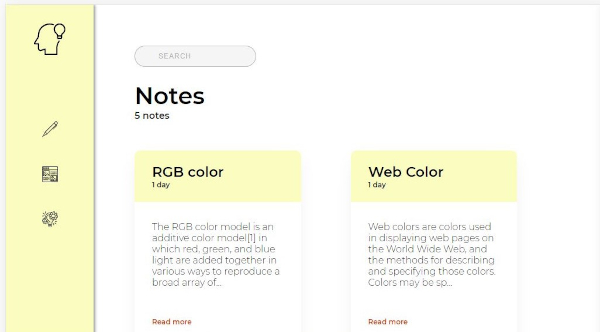 SEARCH
Notes
5 notes
RGB color
1 day
The RGB color model is an
additive color model[1] in
which red, green, and blue
light are added together in
various ways to reproduce a
broad array of...
Read more
Web Color
1 day
Web colors are colors used
in displaying web pages on
the World Wide Web, and
the methods for describing
and specifying those colors.
Colors may be sp...
Read more